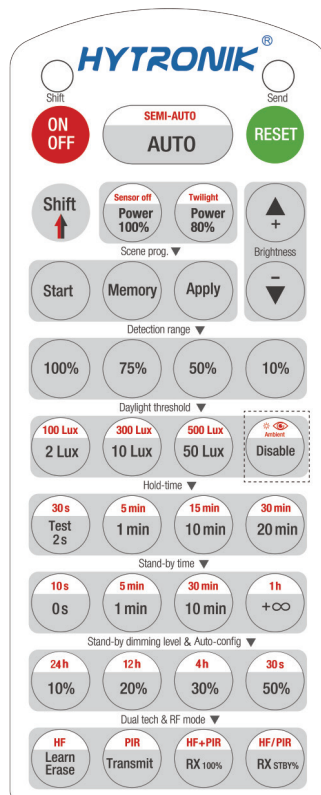 HYTRONIK®
Shift
Send
ON
OFF
SEMI-AUTO
AUTO
RESET
Shift
Sensor off
Power
100%
Twilight
Power
80%
+
Brightness
−
Scene prog. ▼
Start
Memory
Apply
Detection range ▼
100%
75%
50%
10%
Daylight threshold ▼
100 Lux
2 Lux
300 Lux
10 Lux
500 Lux
50 Lux
Ambient
Disable
Hold-time ▼
30 s
Test
2 s
5 min
1 min
15 min
10 min
30 min
20 min
Stand-by time ▼
10 s
0 s
5 min
1 min
30 min
10 min
1 h
+∞
Stand-by dimming level & Auto-config ▼
24 h
10%
12 h
20%
4 h
30%
30 s
50%
Dual tech & RF mode ▼
HF
Learn
Erase
PIR
Transmit
HF+PIR
RX 100%
HF/PIR
RX STBY%